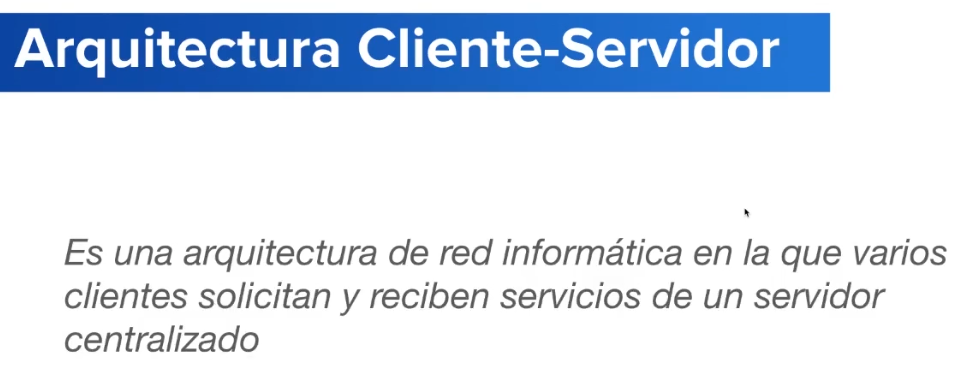 Arquitectura Cliente-Servidor
Es una arquitectura de red informática en la que varios
clientes solicitan y reciben servicios de un servidor
centralizado